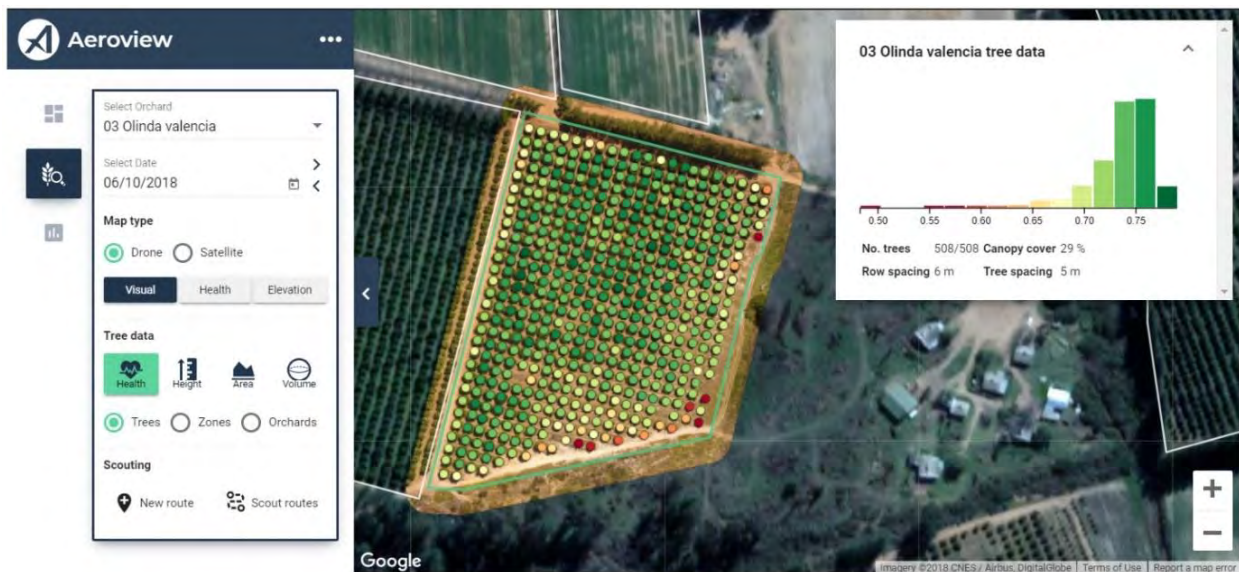 Aeroview
Select Orchard
03 Olinda valencia
Select Date
06/10/2018
Map type
Drone Satellite
Visual Health Elevation
Tree data
Health Height Area Volume
Trees Zones Orchards
Scouting
New route Scout routes
03 Olinda valencia tree data
0.50 0.55 0.60 0.65 0.70 0.75
No. trees 508/508 Canopy cover 29 %
Row spacing 6 m Tree spacing 5 m
Google
Imagery ©2018 CNES / Airbus, DigitalGlobe Terms of Use Report a map error